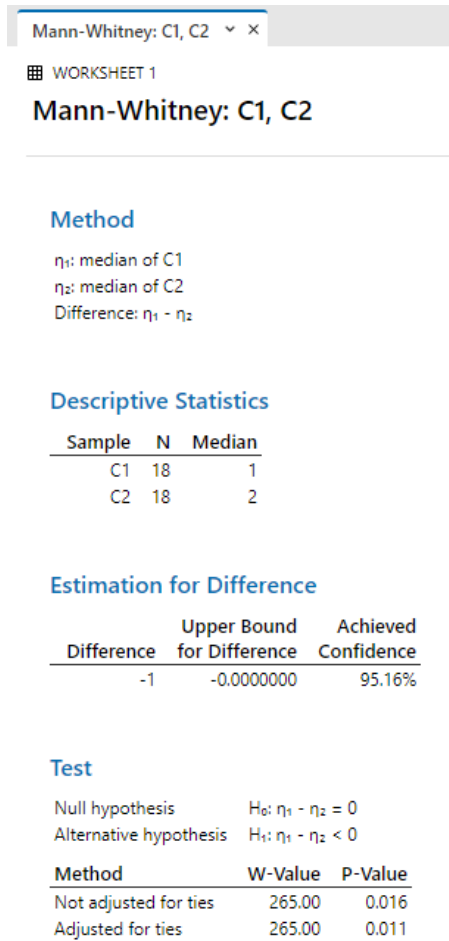 Mann-Whitney: C1, C2
WORKSHEET 1
Mann-Whitney: C1, C2
Method
η₁: median of C1
η₂: median of C2
Difference: η₁ - η₂
Descriptive Statistics
Sample N Median
C1 18 1
C2 18 2
Estimation for Difference
Upper Bound Achieved
Difference for Difference Confidence
-1 -0.0000000 95.16%
Test
Null hypothesis H₀: η₁ - η₂ = 0
Alternative hypothesis H₁: η₁ - η₂ < 0
Method W-Value P-Value
Not adjusted for ties 265.00 0.016
Adjusted for ties 265.00 0.011